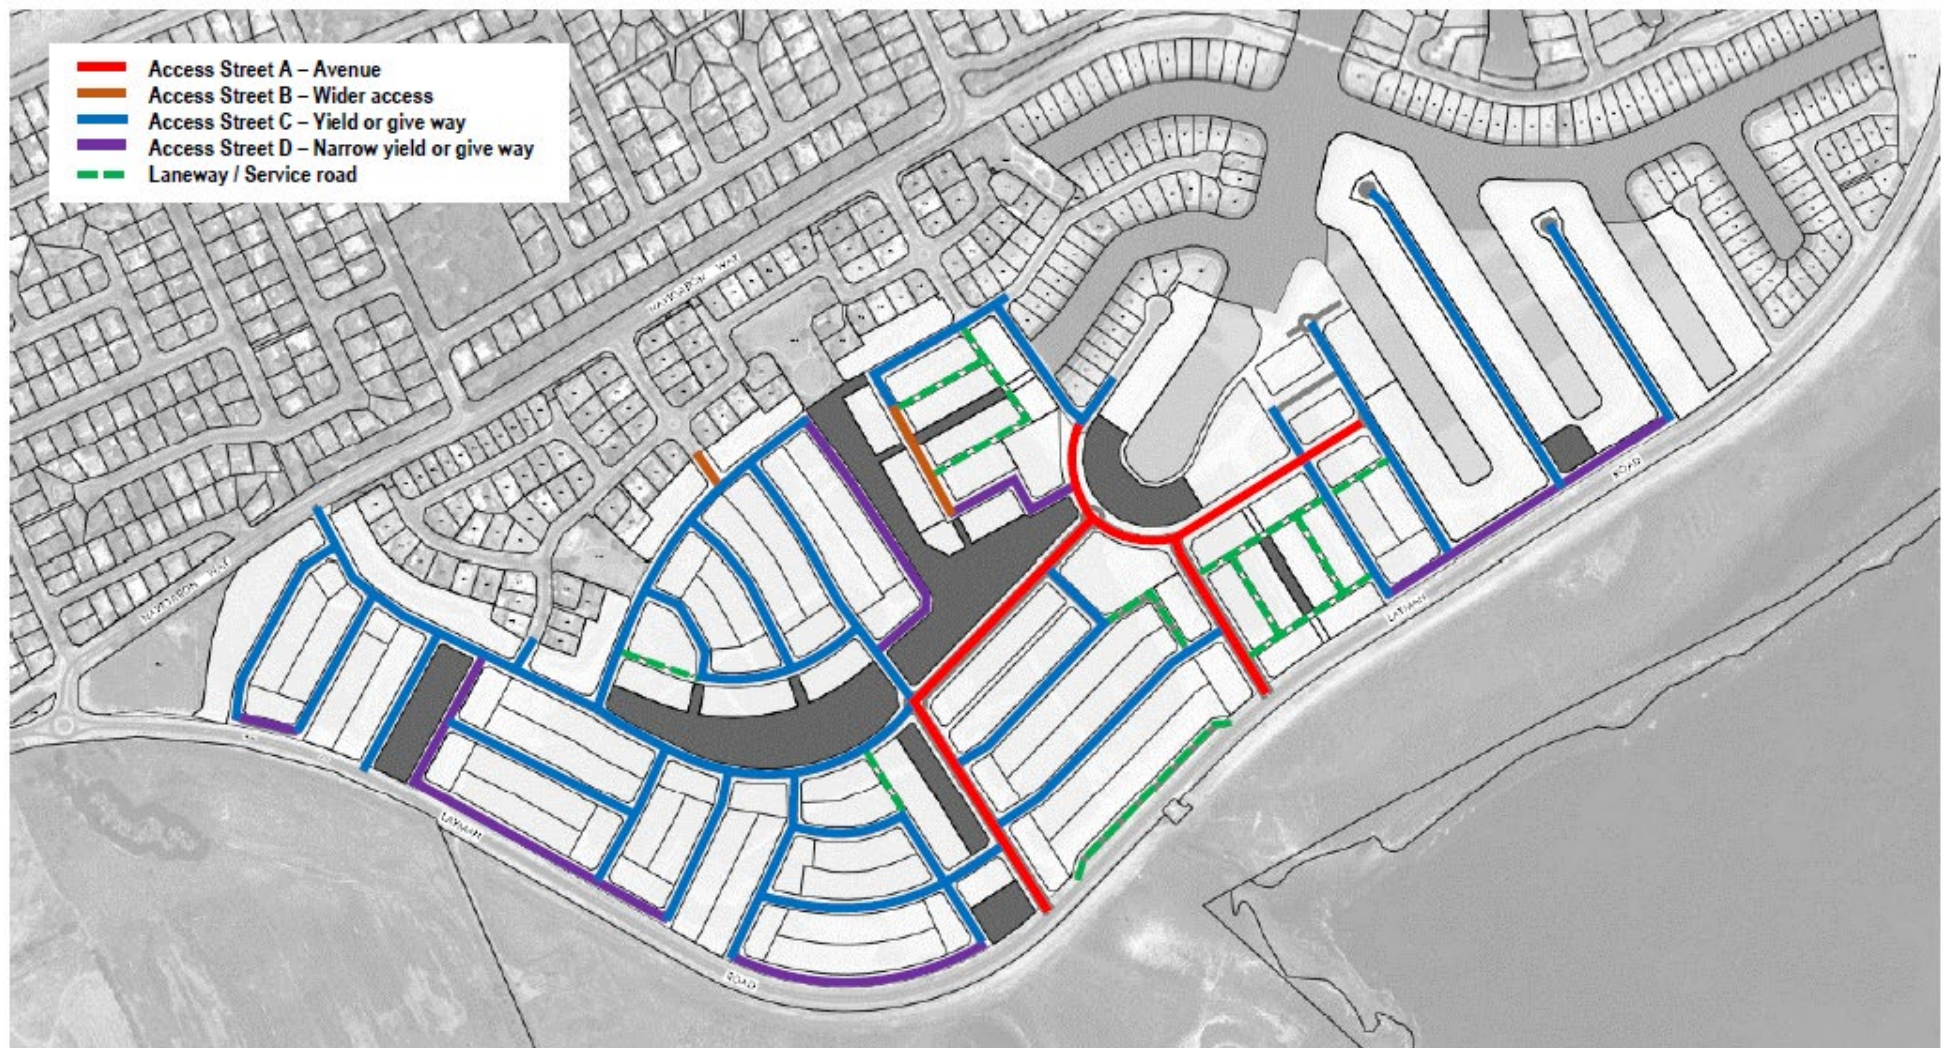 Access Street A – Avenue
Access Street B – Wider access
Access Street C – Yield or give way
Access Street D – Narrow yield or give way
Laneway / Service road
NAVIGATION WAY
NAVIGATION WAY
LAYMAN
ROAD
LAYMAN
ROAD